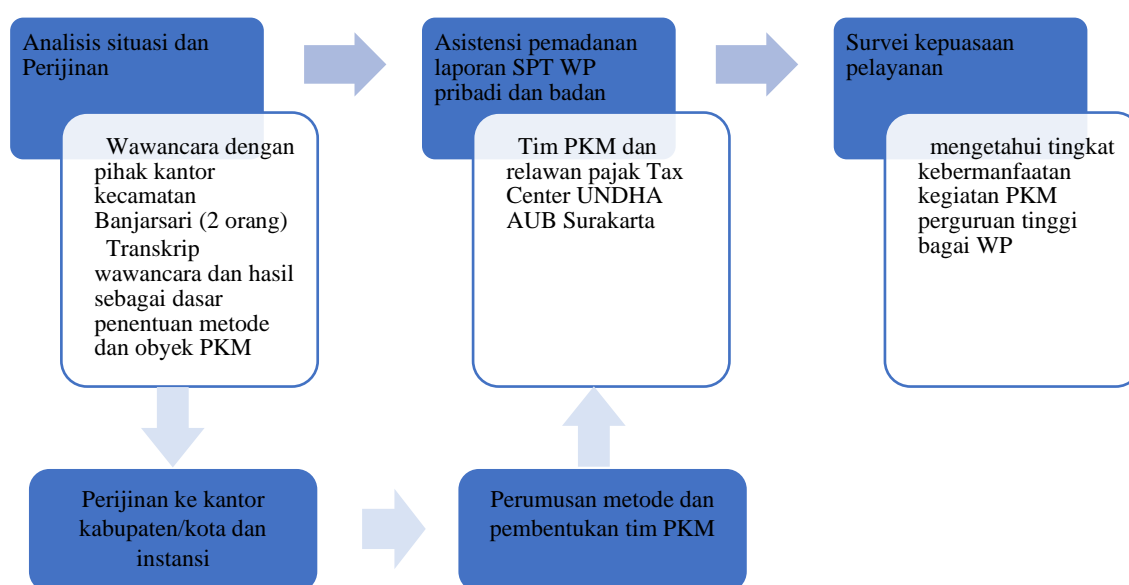 Analisis situasi dan
Perijinan
Wawancara dengan
pihak kantor
kecamatan
Banjarsari (2 orang)
Transkrip
wawancara dan hasil
sebagai dasar
penentuan metode
dan obyek PKM
Asistensi pemadanan
laporan SPT WP
pribadi dan badan
Tim PKM dan
relawan pajak Tax
Center UNDHA
AUB Surakarta
Survei kepuasaan
pelayanan
mengetahui tingkat
kebermanfaatan
kegiatan PKM
perguruan tinggi
bagai WP
Perijinan ke kantor
kabupaten/kota dan
instansi
Perumusan metode dan
pembentukan tim PKM